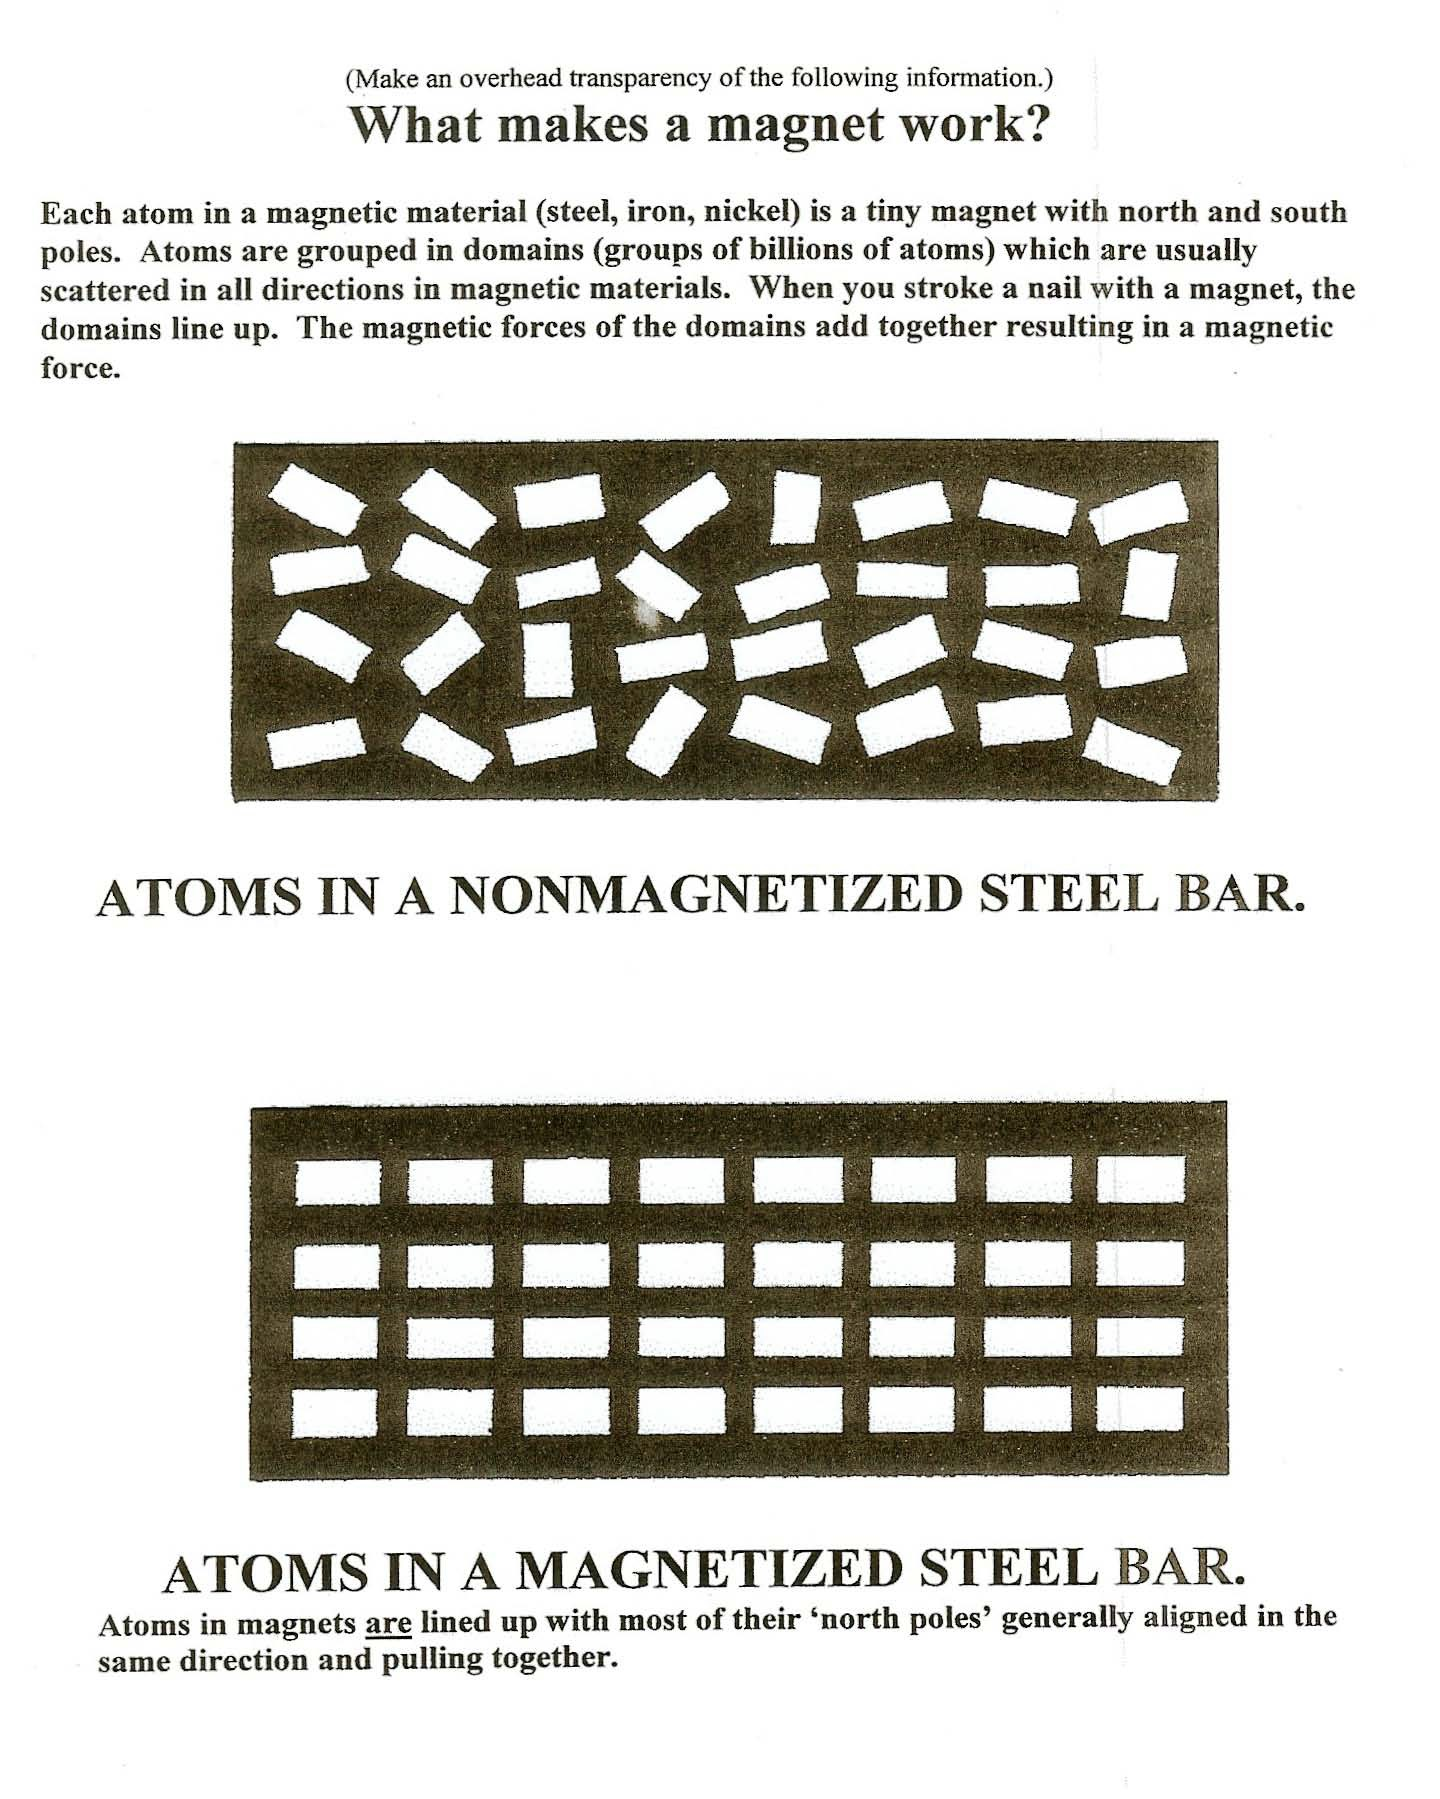 (Make an overhead transparency of the following information.)
What makes a magnet work?
Each atom in a magnetic material (steel, iron, nickel) is a tiny magnet with north and south
poles.  Atoms are grouped in domains (groups of billions of atoms) which are usually
scattered in all directions in magnetic materials.  When you stroke a nail with a magnet, the
domains line up.  The magnetic forces of the domains add together resulting in a magnetic
force.
ATOMS IN A NONMAGNETIZED STEEL BAR.
ATOMS IN A MAGNETIZED STEEL BAR.
Atoms in magnets are lined up with most of their ‘north poles’ generally aligned in the
same direction and pulling together.